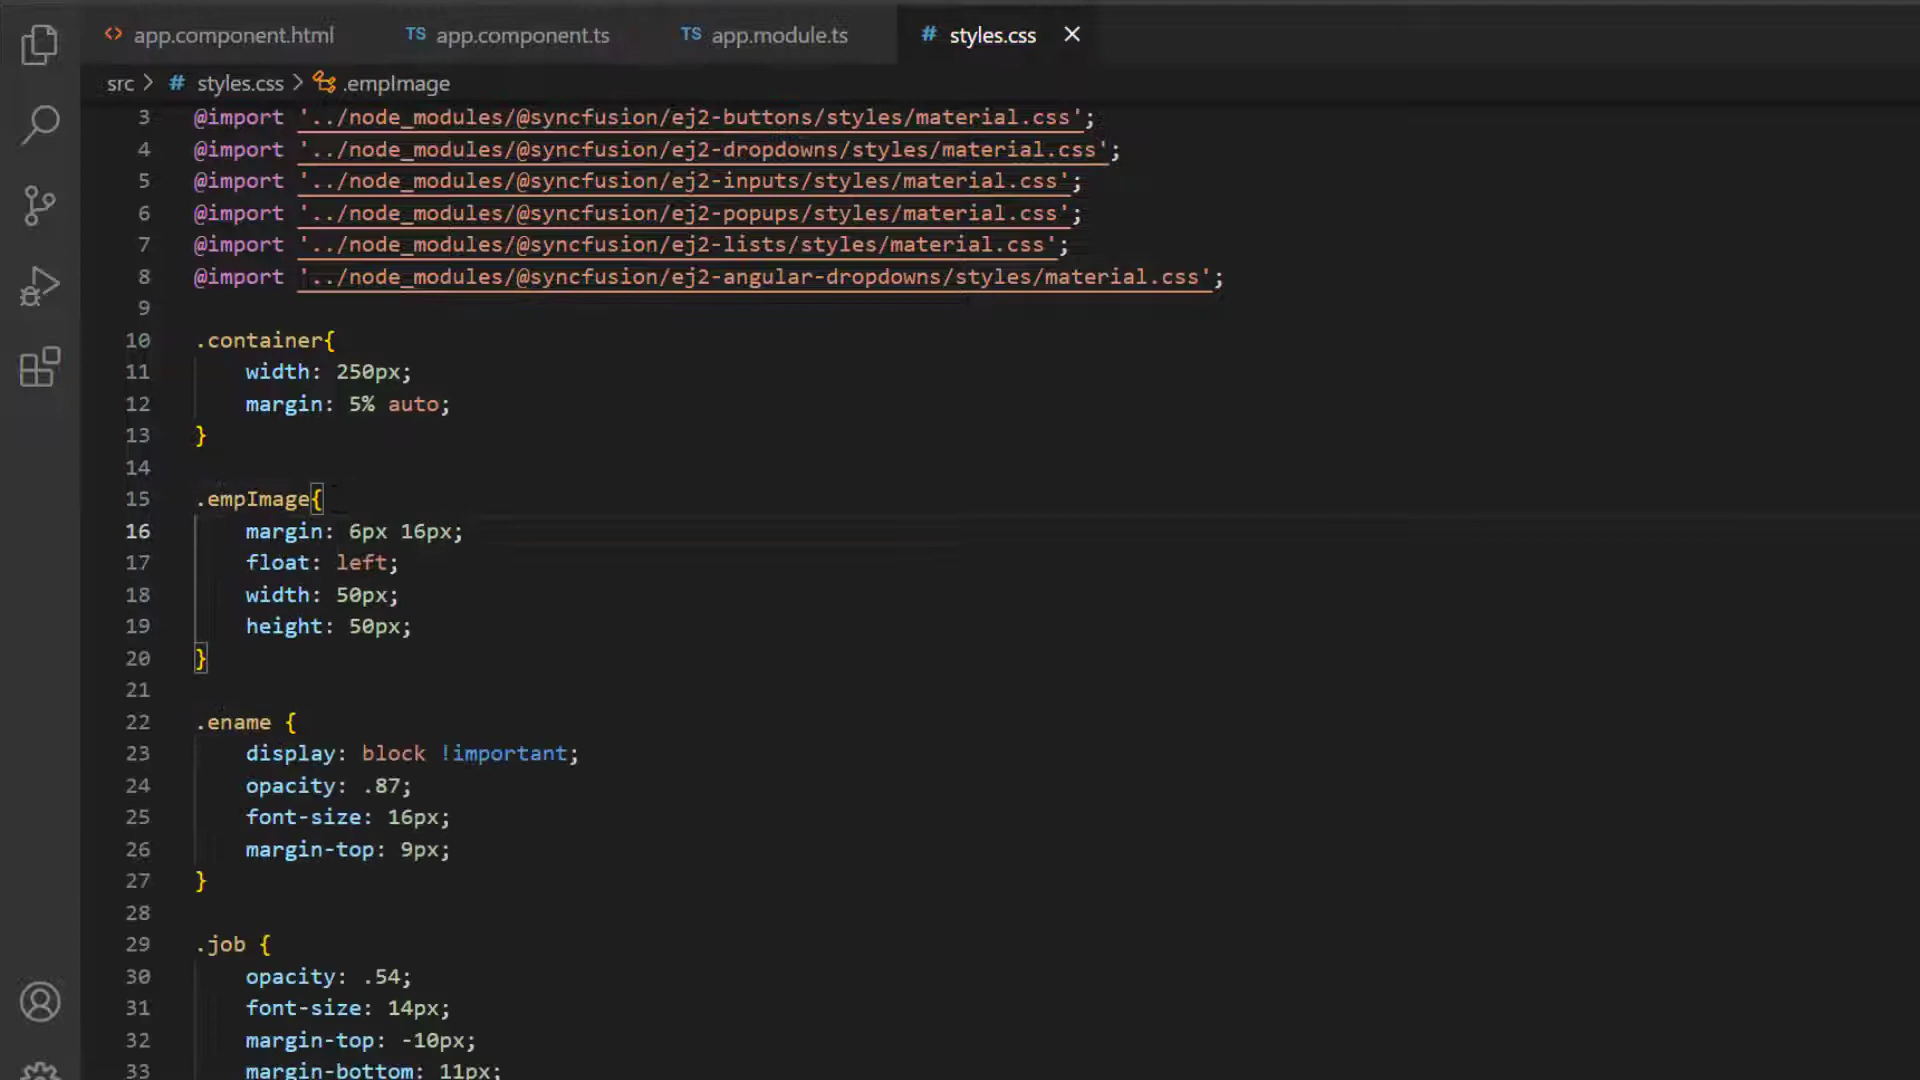 <> app.component.html TS app.component.ts TS app.module.ts # styles.css ×
src > # styles.css > .empImage
3 @import '../node_modules/@syncfusion/ej2-buttons/styles/material.css';
4 @import '../node_modules/@syncfusion/ej2-dropdowns/styles/material.css';
5 @import '../node_modules/@syncfusion/ej2-inputs/styles/material.css';
6 @import '../node_modules/@syncfusion/ej2-popups/styles/material.css';
7 @import '../node_modules/@syncfusion/ej2-lists/styles/material.css';
8 @import '../node_modules/@syncfusion/ej2-angular-dropdowns/styles/material.css';
9
10 .container{
11 width: 250px;
12 margin: 5% auto;
13 }
14
15 .empImage{
16 margin: 6px 16px;
17 float: left;
18 width: 50px;
19 height: 50px;
20 }
21
22 .ename {
23 display: block !important;
24 opacity: .87;
25 font-size: 16px;
26 margin-top: 9px;
27 }
28
29 .job {
30 opacity: .54;
31 font-size: 14px;
32 margin-top: -10px;
33 margin-bottom: 11px;